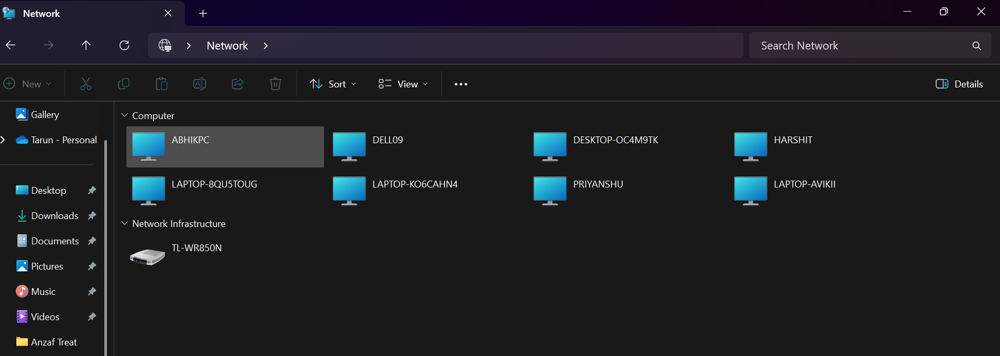 Network
Network
Search Network
New
Sort
View
Details
Gallery
Tarun - Personal
Desktop
Downloads
Documents
Pictures
Music
Videos
Anzaf Treat
Computer
ABHIKPC
DELL09
DESKTOP-OC4M9TK
HARSHIT
LAPTOP-8QU5TOUG
LAPTOP-KO6CAHN4
PRIYANSHU
LAPTOP-AVIKII
Network Infrastructure
TL-WR850N